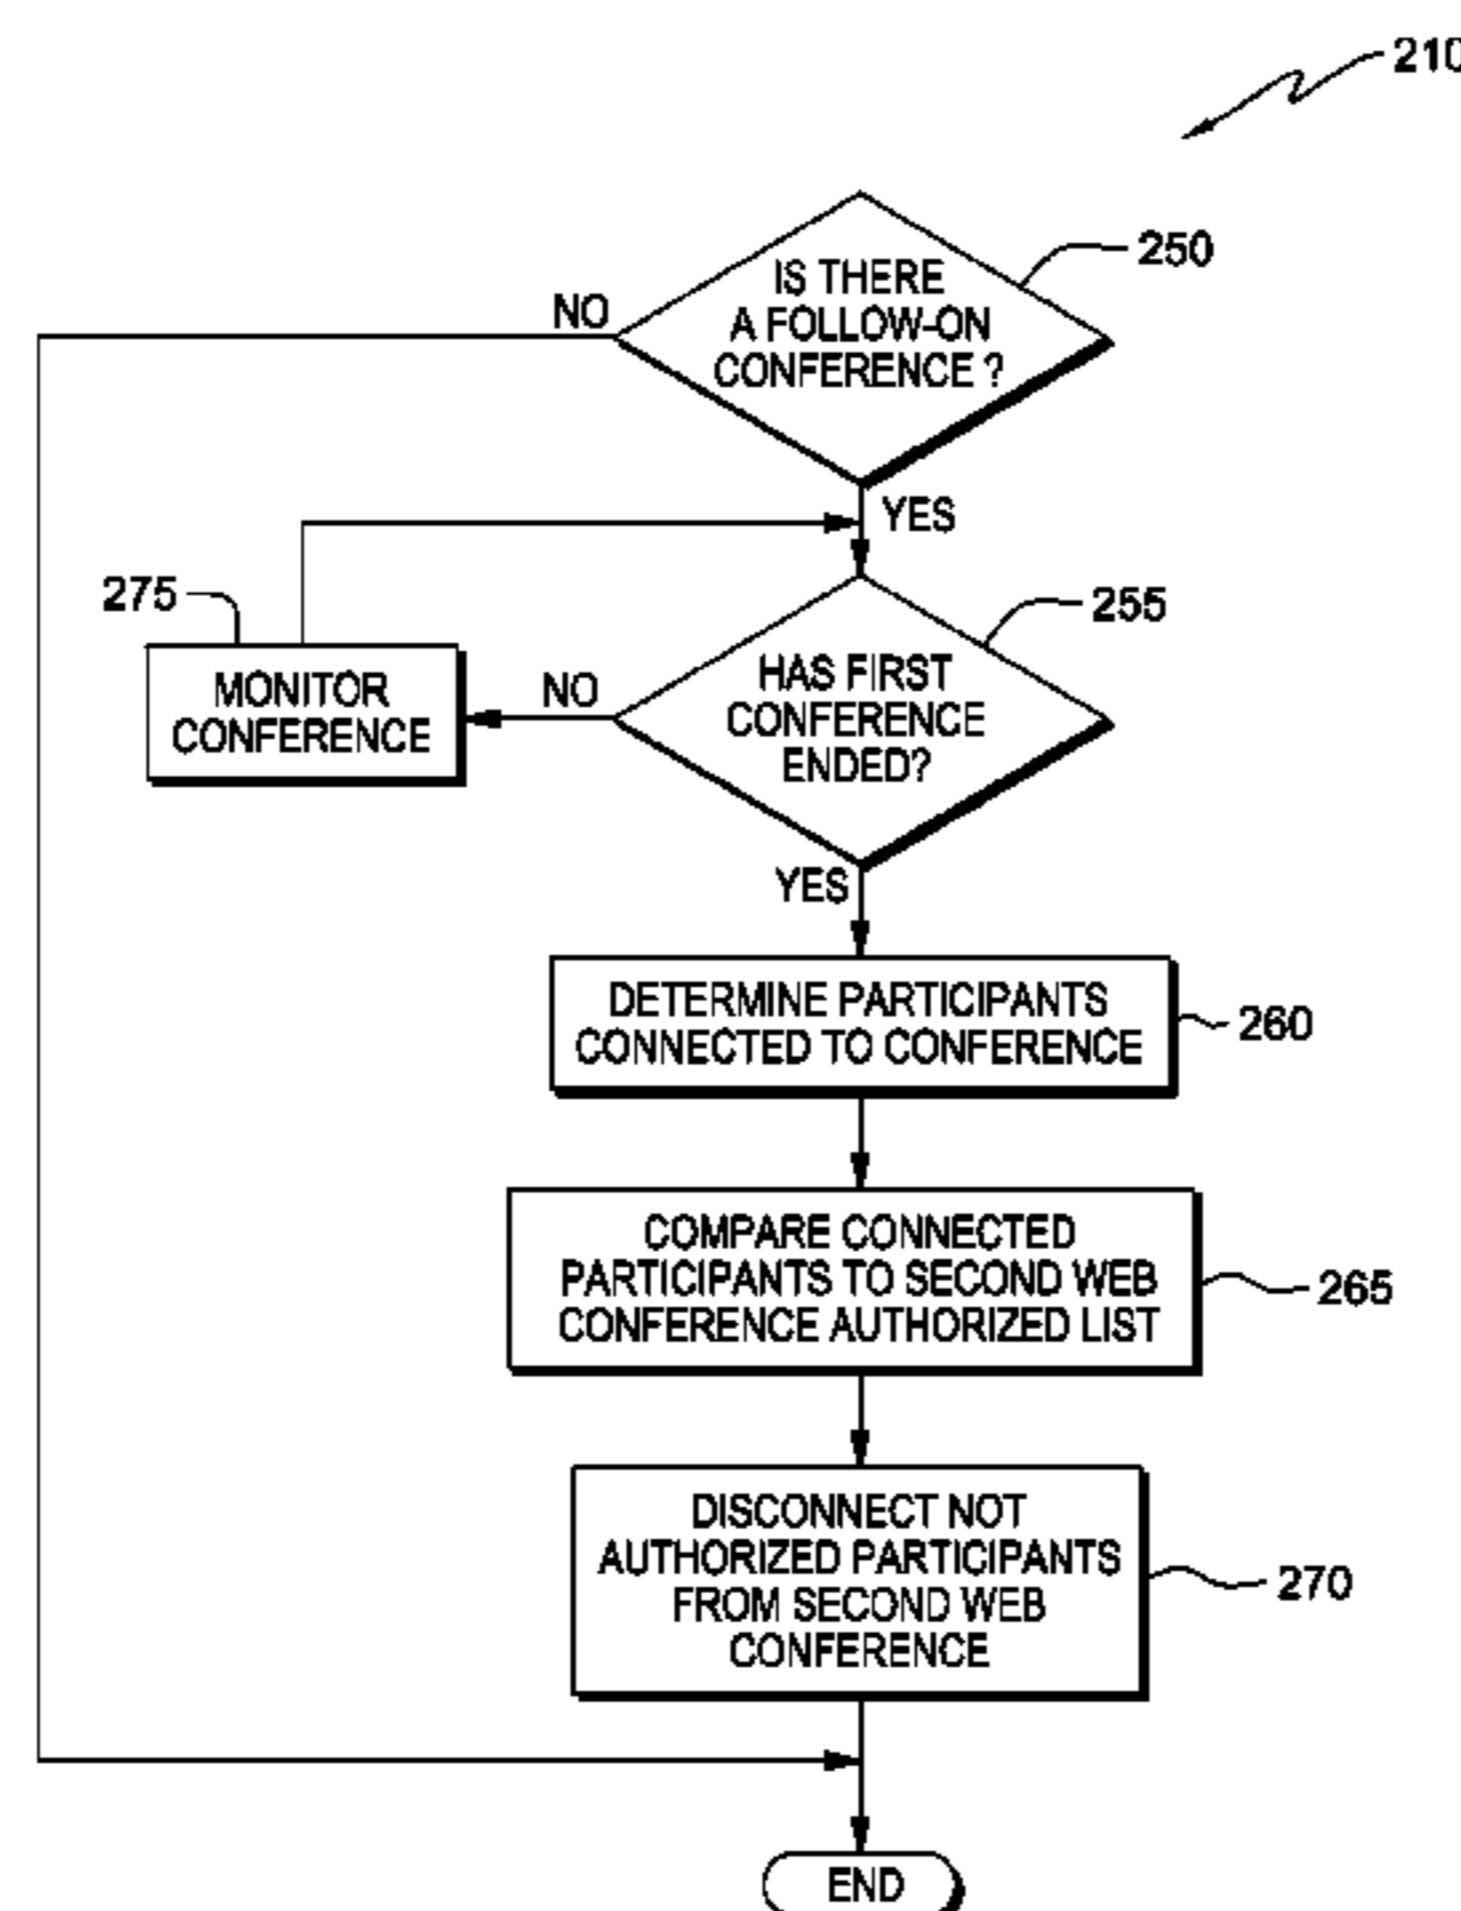 210
250
IS THERE
A FOLLOW-ON
CONFERENCE ?
NO
YES
275
255
MONITOR
CONFERENCE
NO
HAS FIRST
CONFERENCE
ENDED?
YES
DETERMINE PARTICIPANTS
CONNECTED TO CONFERENCE
260
COMPARE CONNECTED
PARTICIPANTS TO SECOND WEB
CONFERENCE AUTHORIZED LIST
265
DISCONNECT NOT
AUTHORIZED PARTICIPANTS
FROM SECOND WEB
CONFERENCE
270
END